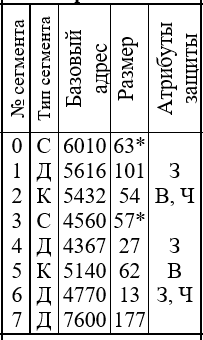 № сегмента Тип сегмента Базовый адрес Размер Атрибуты защиты
0 С 6010 63*
1 Д 5616 101 З
2 К 5432 54 В, Ч
3 С 4560 57*
4 Д 4367 27 З
5 К 5140 62 В
6 Д 4770 13 З, Ч
7 Д 7600 177